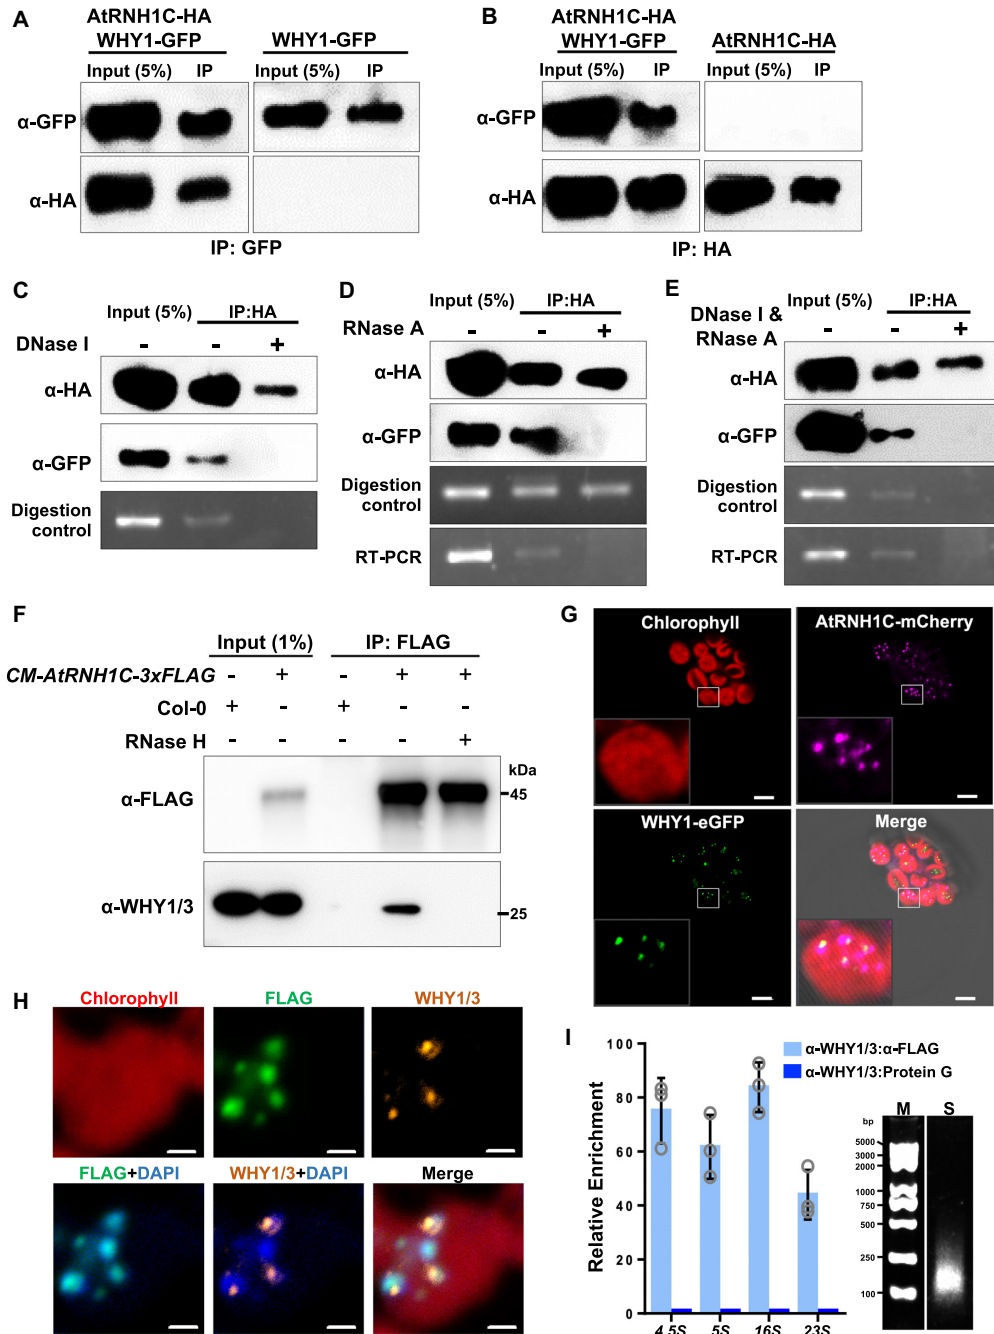 A
AtRNH1C-HA
WHY1-GFP WHY1-GFP
Input (5%) IP Input (5%) IP
α-GFP
α-HA
IP: GFP
B
AtRNH1C-HA
WHY1-GFP AtRNH1C-HA
Input (5%) IP Input (5%) IP
α-GFP
α-HA
IP: HA
C
Input (5%) IP:HA
DNase I - - +
α-HA
α-GFP
Digestion
control
D
Input (5%) IP:HA
RNase A - - +
α-HA
α-GFP
Digestion
control
RT-PCR
E
Input (5%) IP:HA
DNase I &
RNase A - - +
α-HA
α-GFP
Digestion
control
RT-PCR
F
Input (1%) IP: FLAG
CM-AtRNH1C-3xFLAG - + - + +
Col-0 + - + - -
RNase H - - - - +
kDa
α-FLAG
45
α-WHY1/3
25
G
Chlorophyll
AtRNH1C-mCherry
WHY1-eGFP
Merge
H
Chlorophyll
FLAG
WHY1/3
FLAG+DAPI
WHY1/3+DAPI
Merge
I
α-WHY1/3:α-FLAG
α-WHY1/3:Protein G
Relative Enrichment
100
80
60
40
20
0
4.5S 5S 16S 23S
M S
bp
5000
3000
2000
1000
750
500
250
100